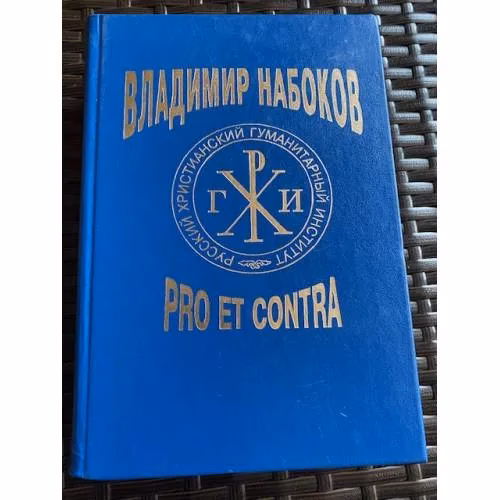 ВЛАДИМИР НАБОКОВ
РУССКИЙ ХРИСТИАНСКИЙ ГУМАНИТАРНЫЙ ИНСТИТУТ
Р
Г Х И
PRO ET CONTRA